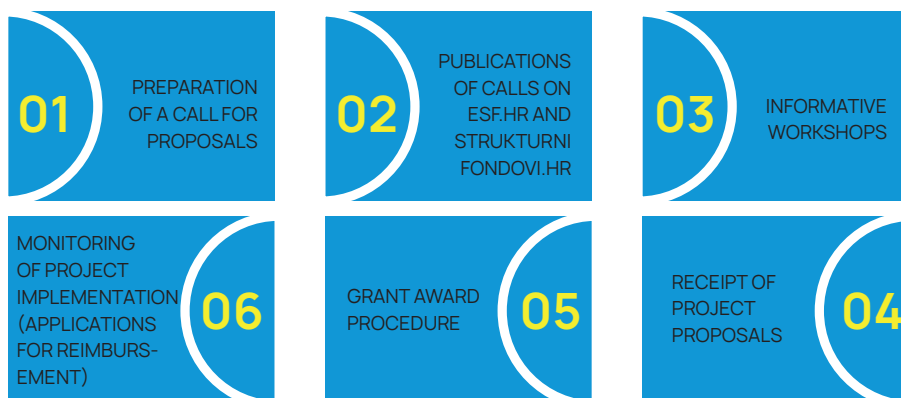 01
PREPARATION
OF A CALL FOR
PROPOSALS
02
PUBLICATIONS
OF CALLS ON
ESF.HR AND
STRUKTURNI
FONDOVI.HR
03
INFORMATIVE
WORKSHOPS
MONITORING
OF PROJECT
IMPLEMENTATION
(APPLICATIONS
FOR REIMBURS-
EMENT)
06
GRANT AWARD
PROCEDURE
05
RECEIPT OF
PROJECT
PROPOSALS
04